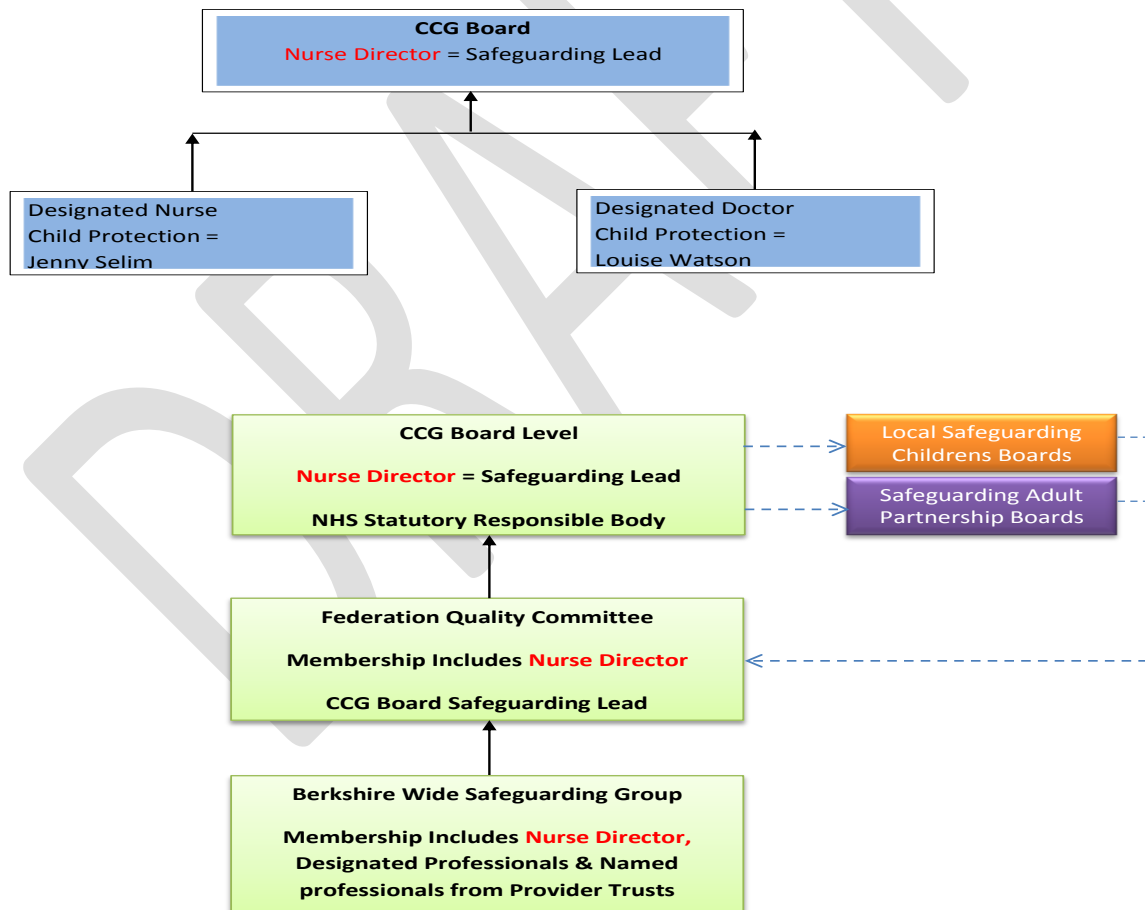 CCG Board
Nurse Director = Safeguarding Lead
Designated Nurse
Child Protection =
Jenny Selim
Designated Doctor
Child Protection =
Louise Watson
CCG Board Level
Nurse Director = Safeguarding Lead
NHS Statutory Responsible Body
Local Safeguarding
Childrens Boards
Safeguarding Adult
Partnership Boards
Federation Quality Committee
Membership Includes Nurse Director
CCG Board Safeguarding Lead
Berkshire Wide Safeguarding Group
Membership Includes Nurse Director,
Designated Professionals & Named
professionals from Provider Trusts
DRAFT